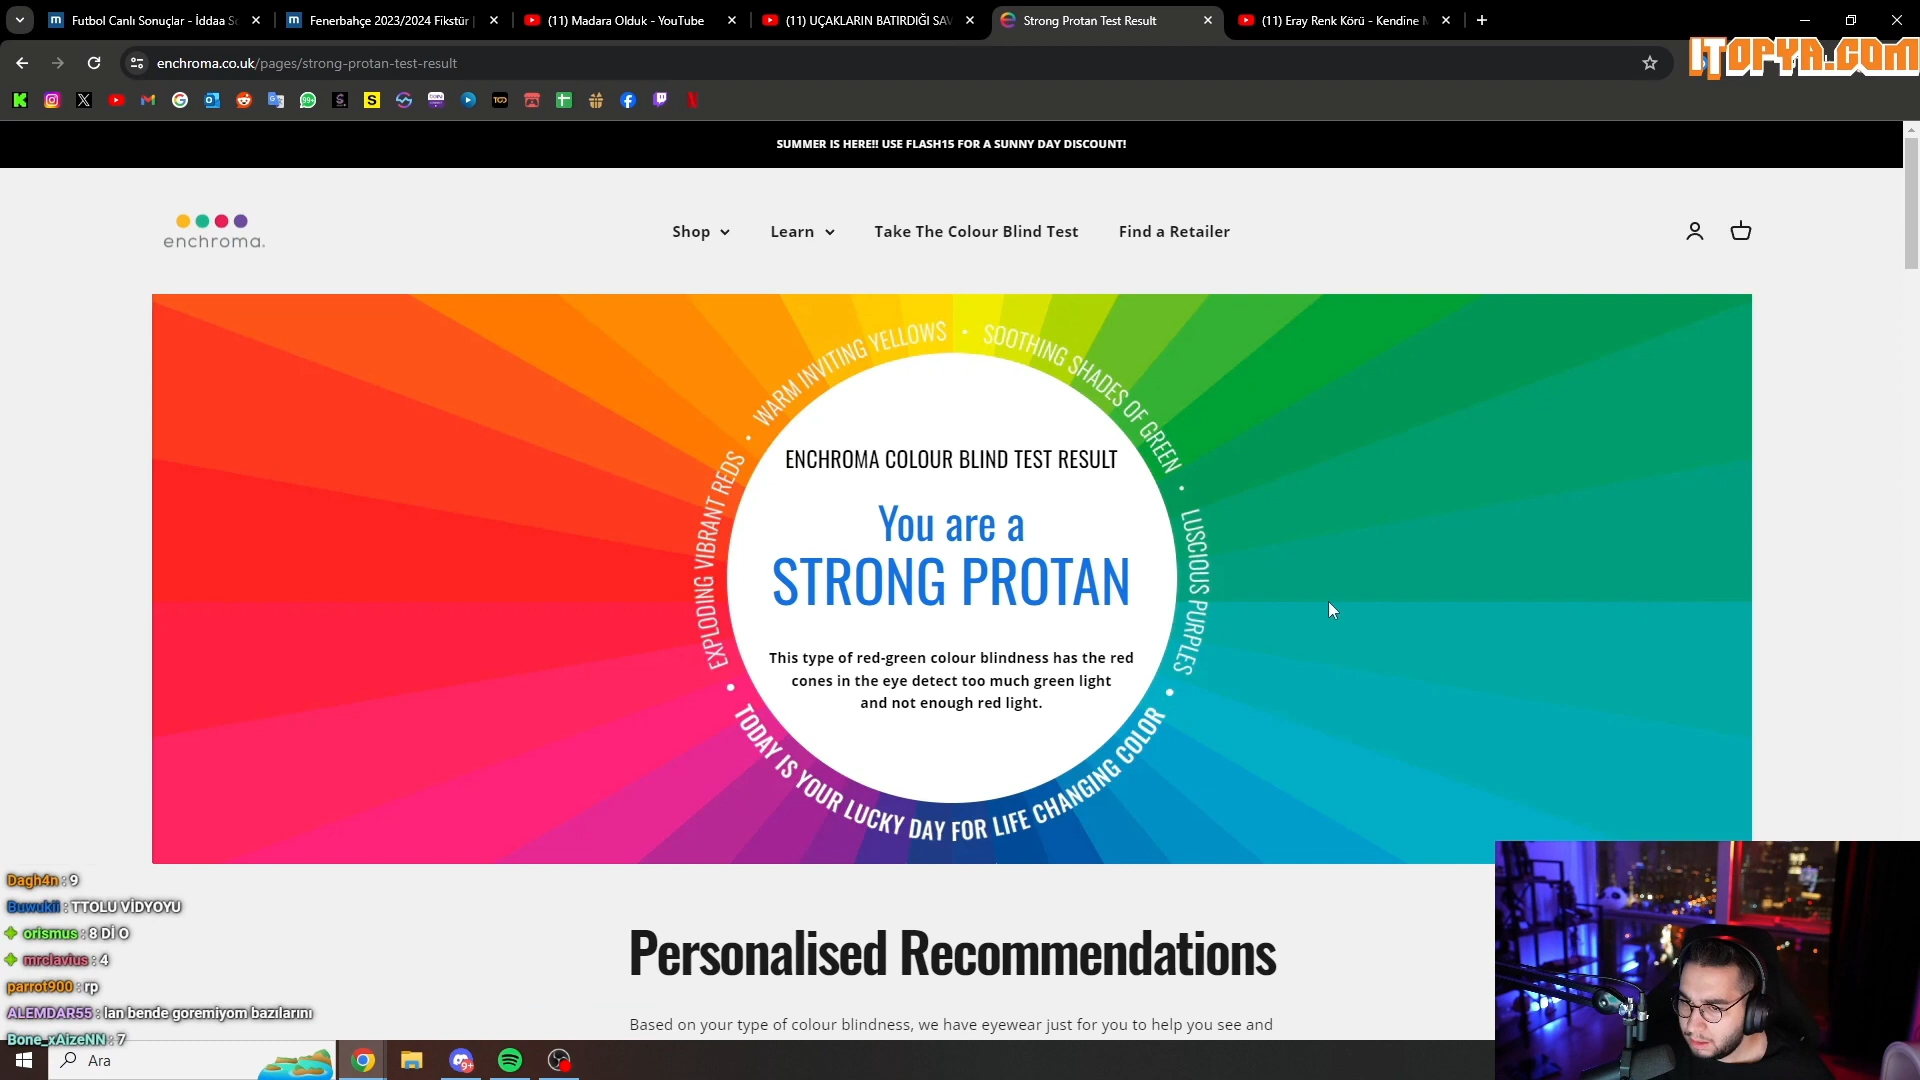 Futbol Canlı Sonuçlar - İddaa So
Fenerbahçe 2023/2024 Fikstür |
(11) Madara Olduk - YouTube
(11) UÇAKLARIN BATIRDIĞI SAV
Strong Protan Test Result
(11) Eray Renk Körü - Kendine M
enchroma.co.uk/pages/strong-protan-test-result
ITOPYA.COM
SUMMER IS HERE!! USE FLASH15 FOR A SUNNY DAY DISCOUNT!
enchroma.
Shop
Learn
Take The Colour Blind Test
Find a Retailer
EXPLODING VIBRANT REDS • WARM INVITING YELLOWS • SOOTHING SHADES OF GREEN • LUSCIOUS PURPPLES •
ENCHROMA COLOUR BLIND TEST RESULT
You are a
STRONG PROTAN
This type of red-green colour blindness has the red
cones in the eye detect too much green light
and not enough red light.
TODAY IS YOUR LUCKY DAY FOR LIFE CHANGING COLOR
Personalised Recommendations
Based on your type of colour blindness, we have eyewear just for you to help you see and
Dagh4n : 9
Buwukii : TTOLU VİDYOYU
orismus : 8 Dİ O
mrclavius : 4
parrot900 : rp
ALEMDAR55 : lan bende goremiyom bazılarını
Bone_xAizeNN : 7
Ara